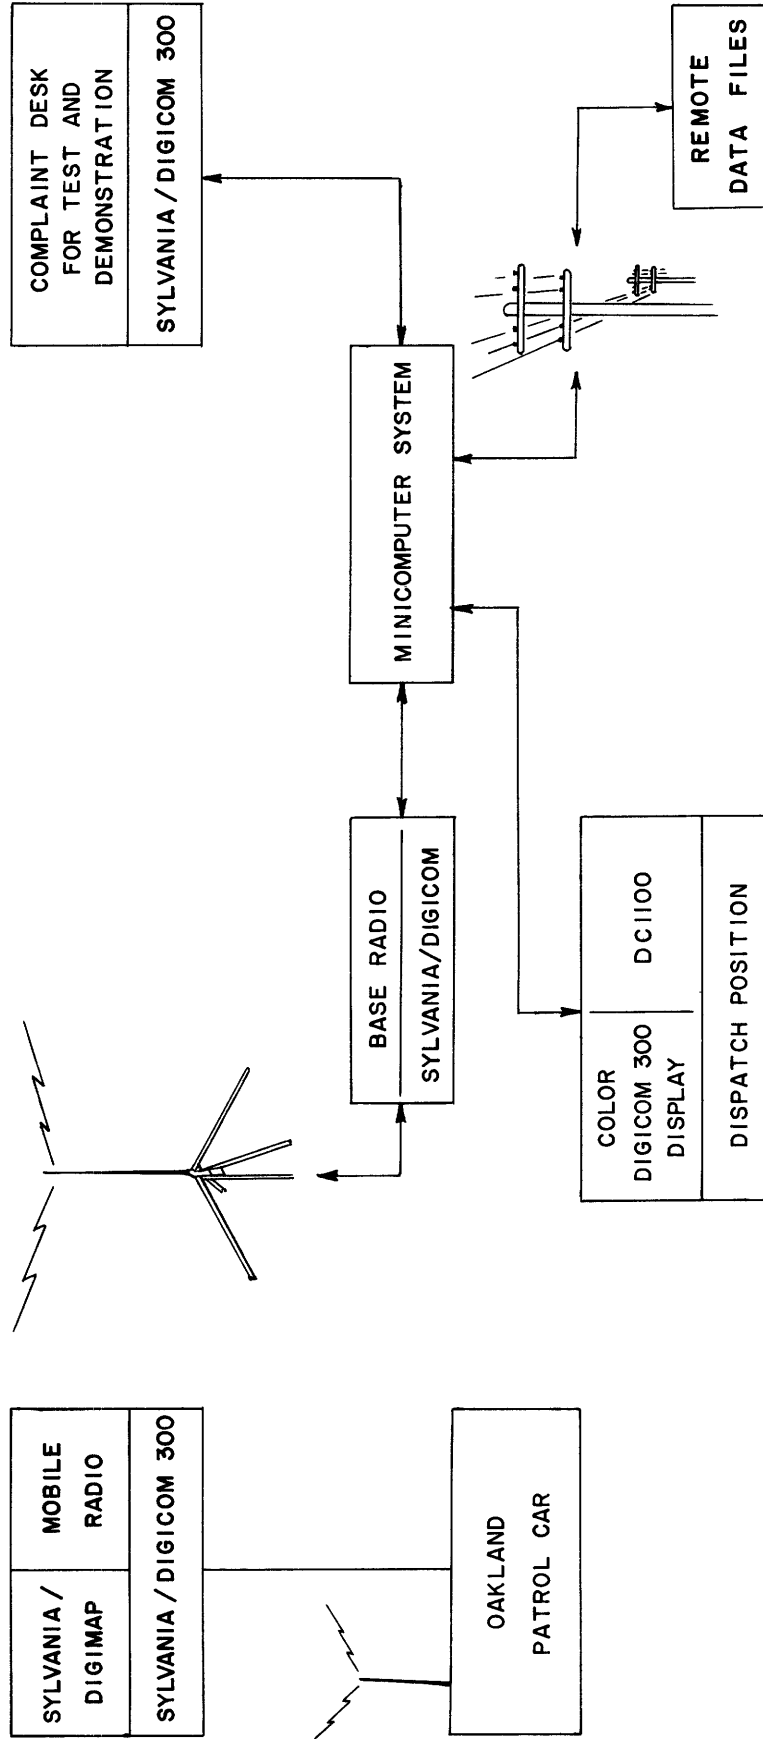 SYLVANIA/
DIGIMAP
MOBILE
RADIO
SYLVANIA/DIGICOM 300
OAKLAND
PATROL CAR
BASE RADIO
SYLVANIA/DIGICOM
COLOR
DIGICOM 300
DISPLAY
DC1100
DISPATCH POSITION
MINICOMPUTER SYSTEM
COMPLAINT DESK
FOR TEST AND
DEMONSTRATION
SYLVANIA/DIGICOM 300
REMOTE
DATA FILES